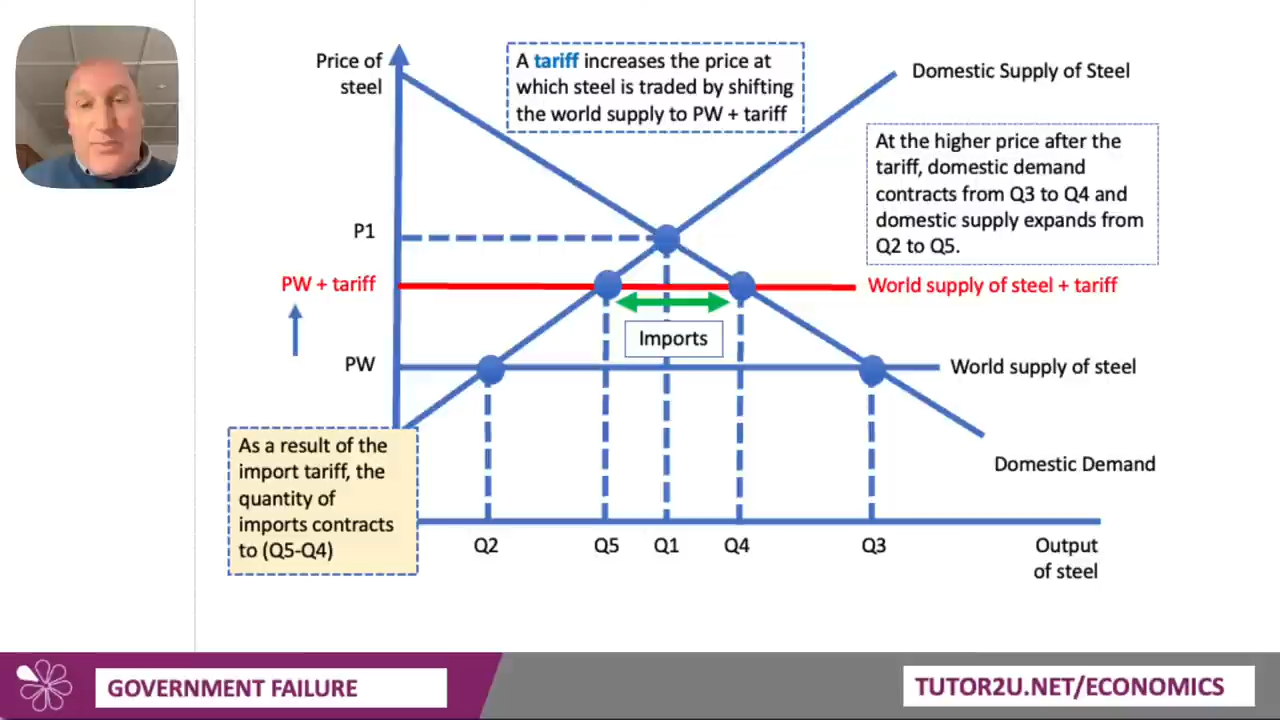 Price of
steel
A tariff increases the price at
which steel is traded by shifting
the world supply to PW + tariff
Domestic Supply of Steel
At the higher price after the
tariff, domestic demand
contracts from Q3 to Q4 and
domestic supply expands from
Q2 to Q5.
P1
PW + tariff
World supply of steel + tariff
Imports
PW
World supply of steel
As a result of the
import tariff, the
quantity of
imports contracts
to (Q5-Q4)
Domestic Demand
Q2
Q5
Q1
Q4
Q3
Output
of steel
GOVERNMENT FAILURE
TUTOR2U.NET/ECONOMICS